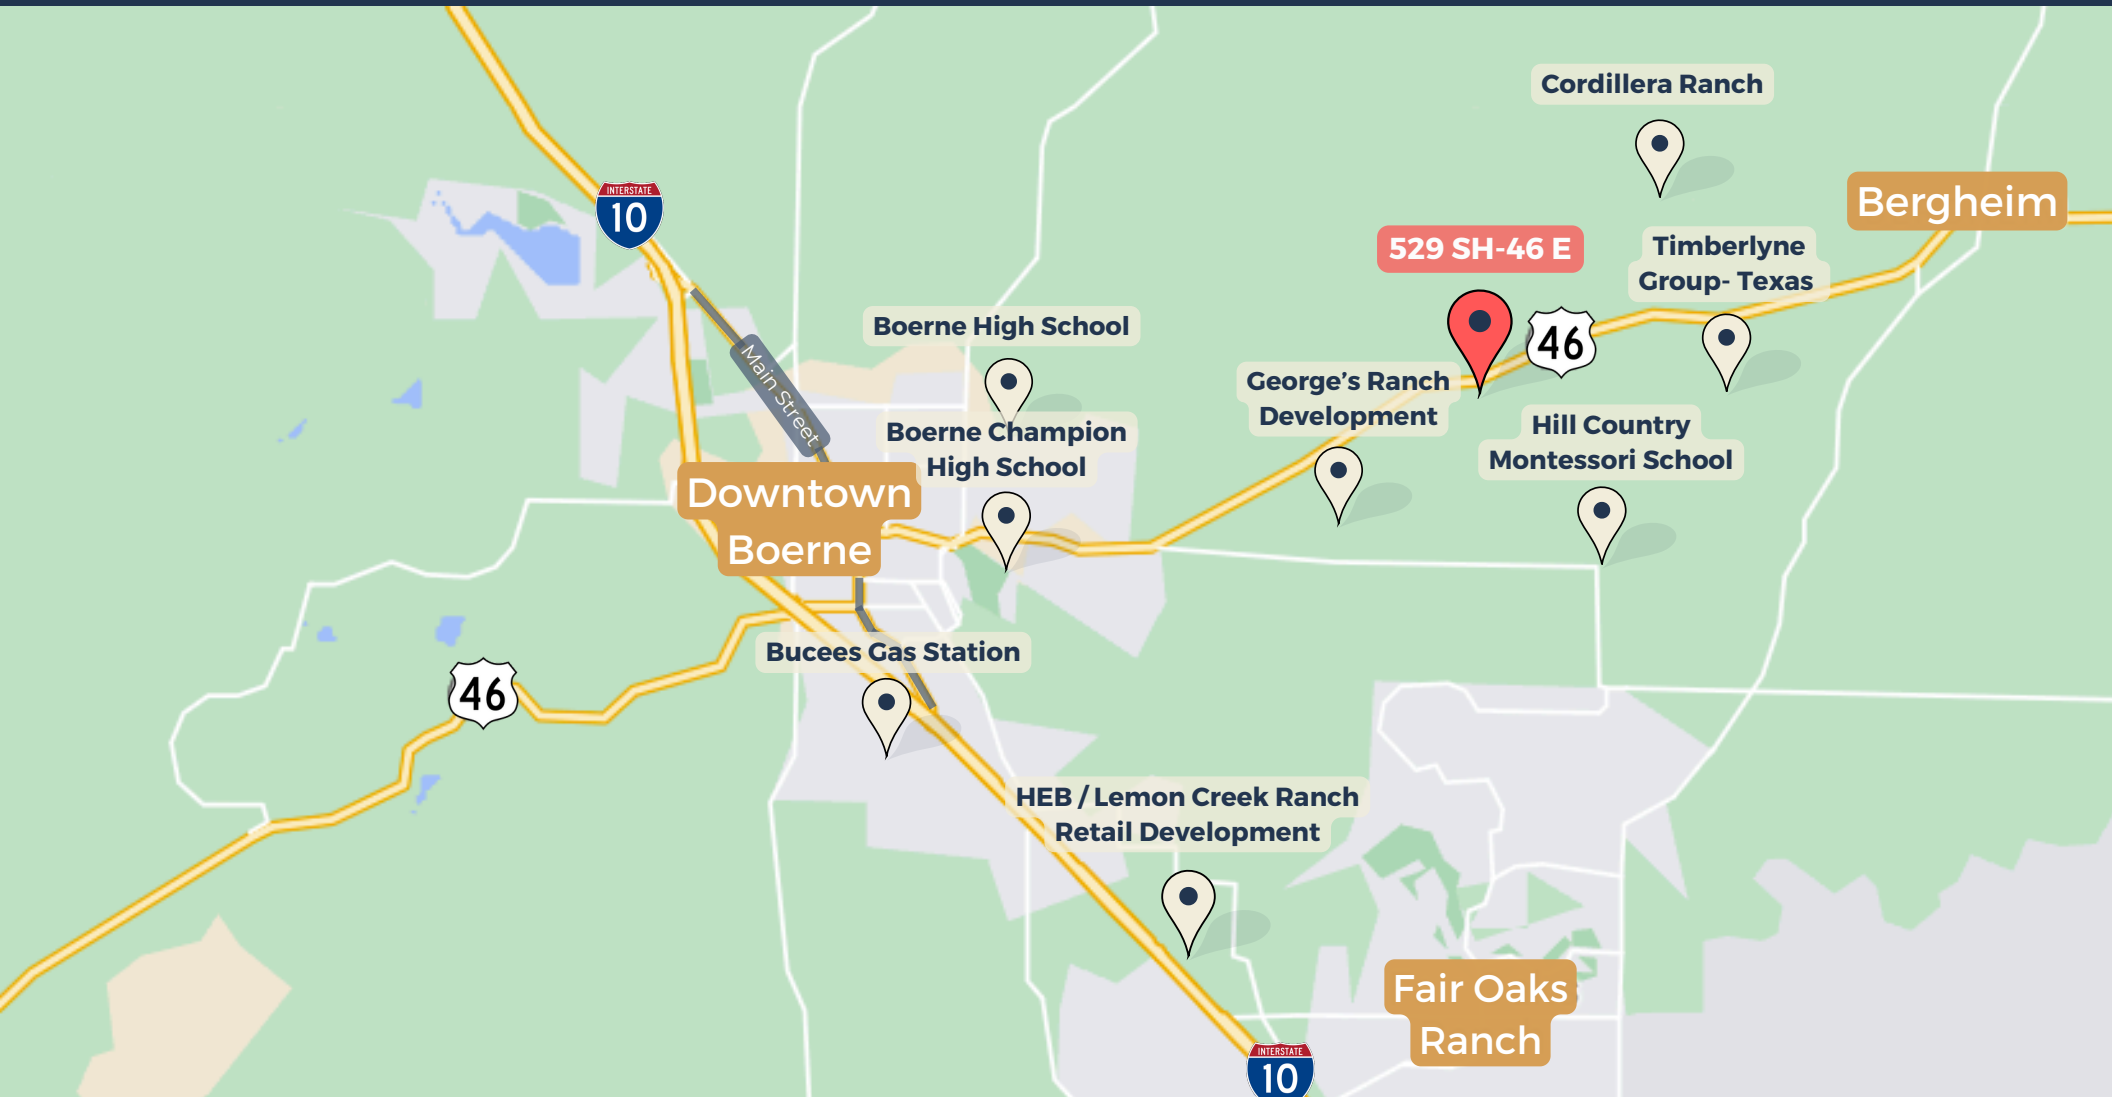 Cordillera Ranch
INTERSTATE
10
Bergheim
529 SH-46 E
Timberlyne
Group- Texas
Boerne High School
46
Main Street
George’s Ranch
Development
Boerne Champion
High School
Hill Country
Montessori School
Downtown
Boerne
Bucees Gas Station
46
HEB / Lemon Creek Ranch
Retail Development
Fair Oaks
Ranch
INTERSTATE
10